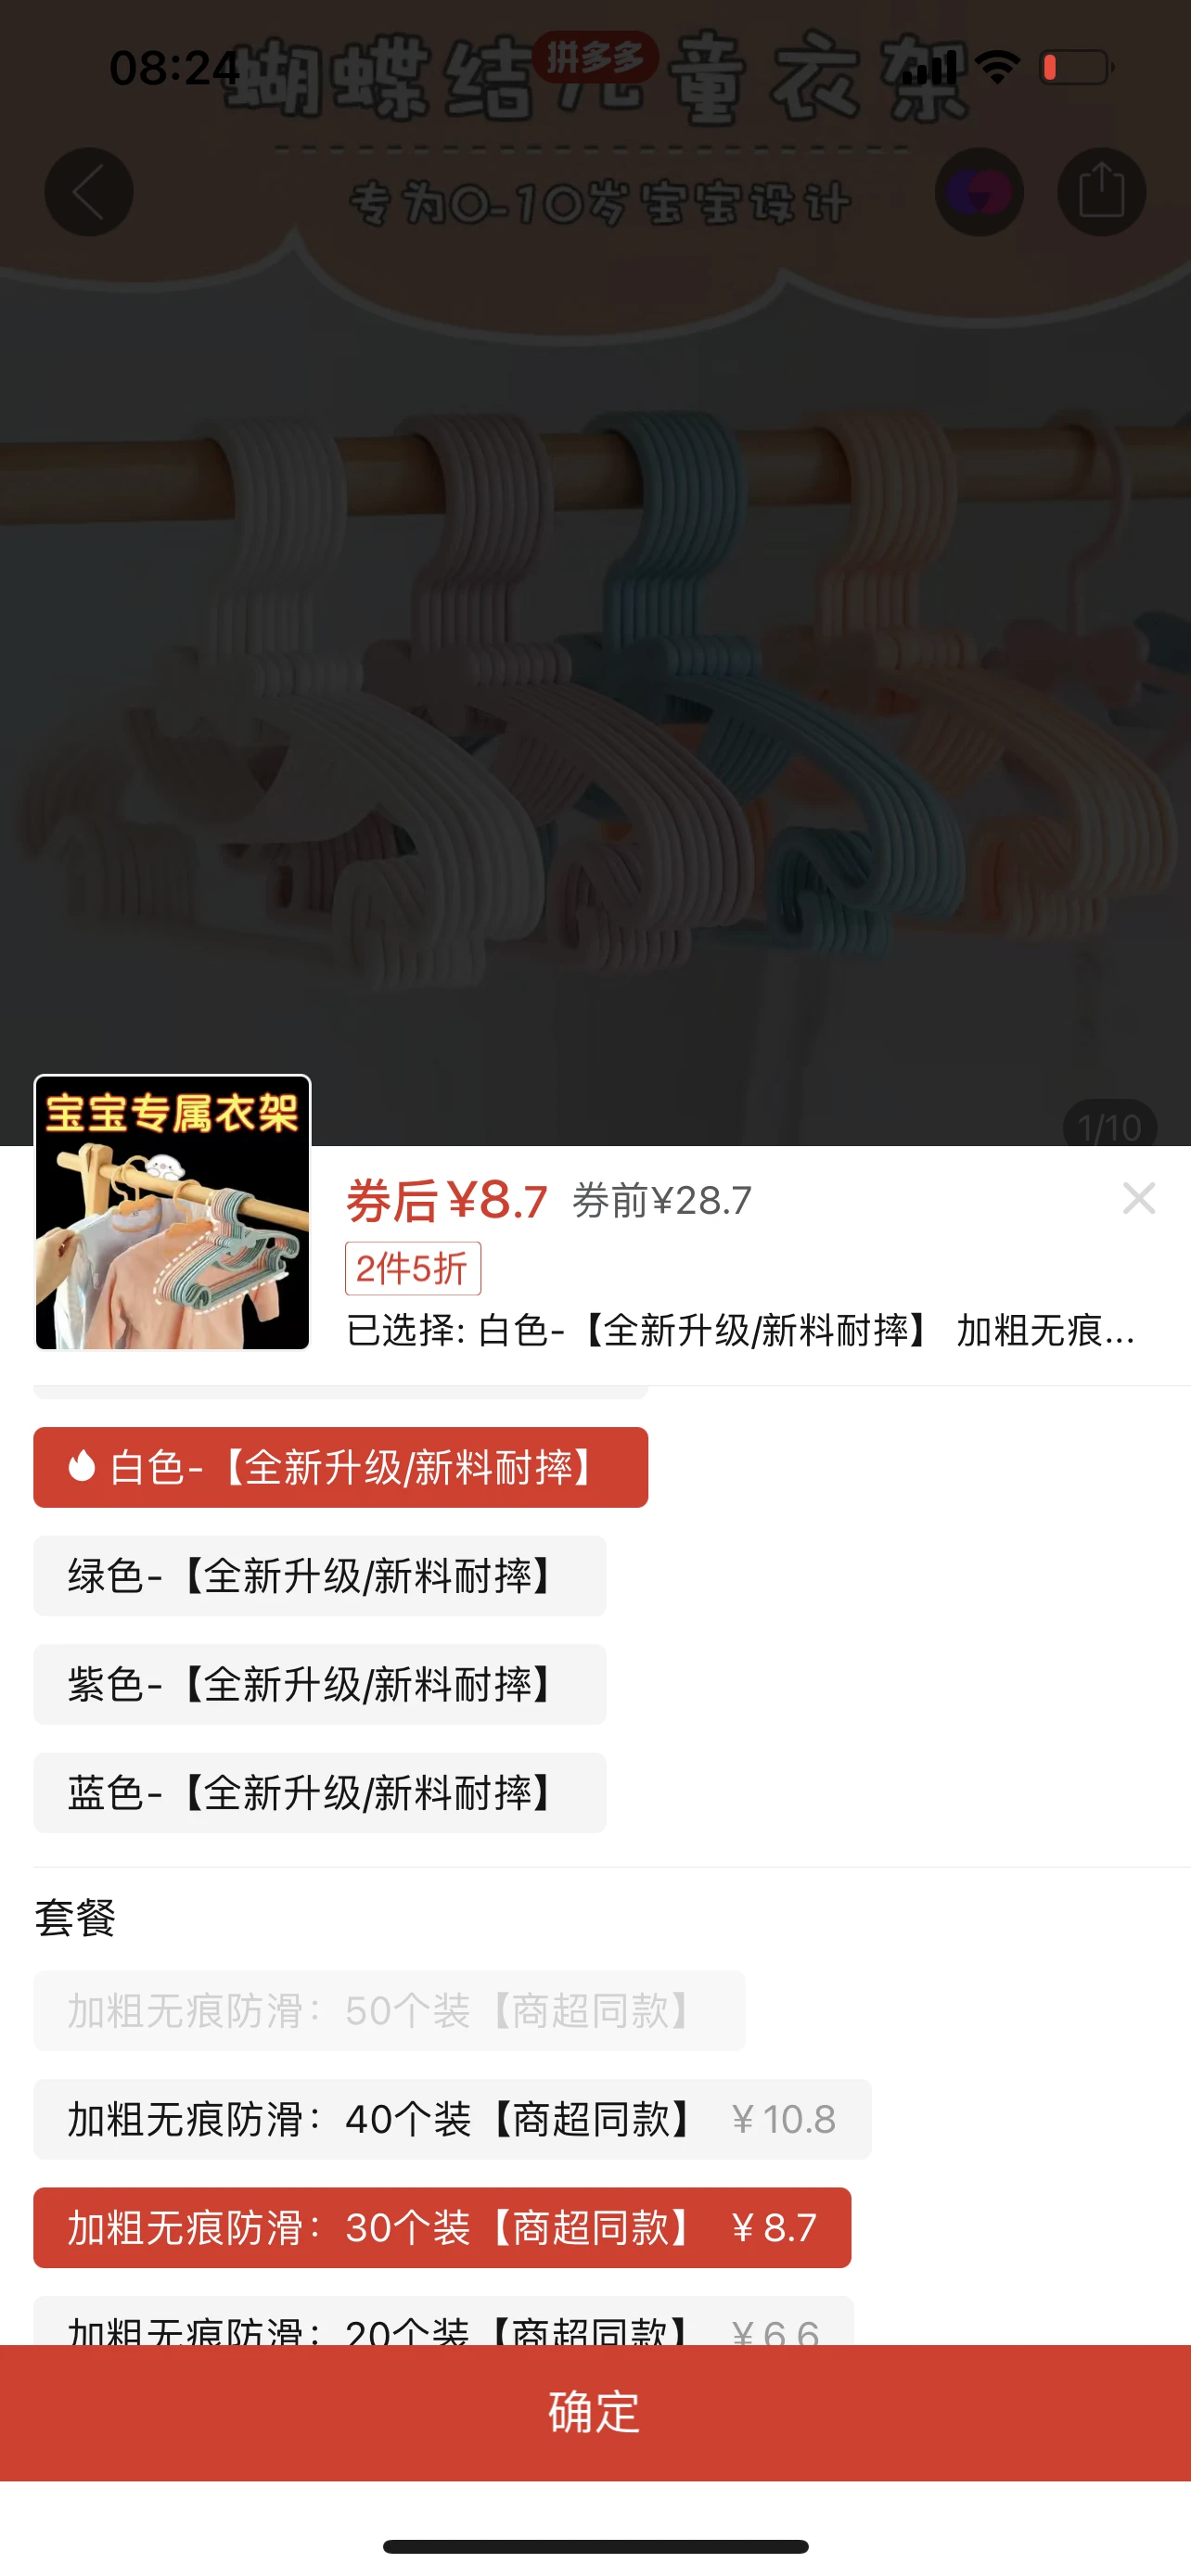 08:24
拼多多
蝴蝶结儿童衣架
专为0-10岁宝宝设计
1/10
宝宝专属衣架
券后¥8.7 券前¥28.7
2件5折
已选择: 白色-【全新升级/新料耐摔】 加粗无痕...
白色-【全新升级/新料耐摔】
绿色-【全新升级/新料耐摔】
紫色-【全新升级/新料耐摔】
蓝色-【全新升级/新料耐摔】
套餐
加粗无痕防滑：50个装【商超同款】
加粗无痕防滑：40个装【商超同款】 ¥10.8
加粗无痕防滑：30个装【商超同款】 ¥8.7
加粗无痕防滑：20个装【商超同款】 ¥6.6
确定